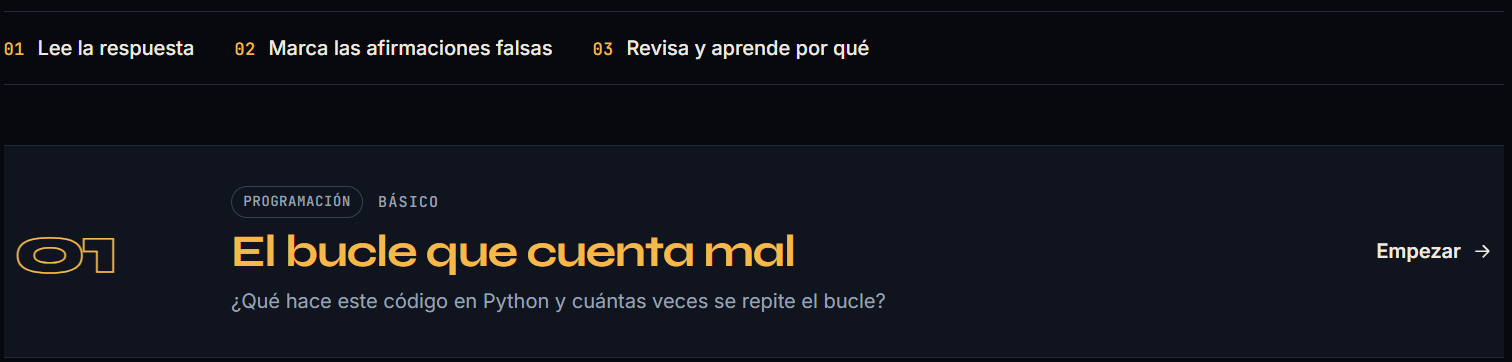 01 Lee la respuesta 02 Marca las afirmaciones falsas 03 Revisa y aprende por qué
PROGRAMACIÓN BÁSICO
01 El bucle que cuenta mal Empezar →
¿Qué hace este código en Python y cuántas veces se repite el bucle?